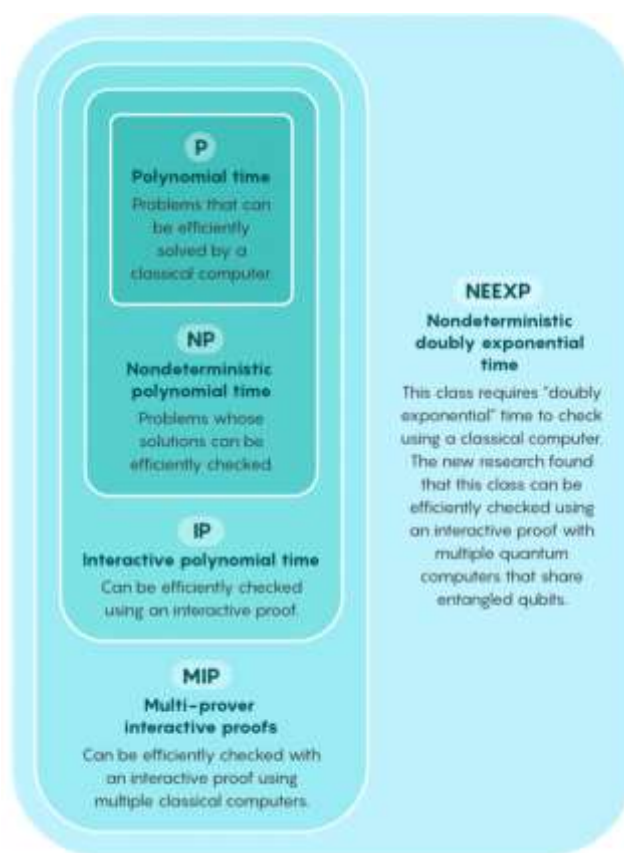 P
Polynomial time
Problems that can
be efficiently
solved by a
classical computer.
NP
Nondeterministic
polynomial time
Problems whose
solutions can be
efficiently checked.
IP
Interactive polynomial time
Can be efficiently checked
using an interactive proof.
MIP
Multi-prover
interactive proofs
Can be efficiently checked with
an interactive proof using
multiple classical computers.
NEEXP
Nondeterministic
doubly exponential
time
This class requires "doubly
exponential" time to check
using a classical computer.
The new research found
that this class can be
efficiently checked using
an interactive proof with
multiple quantum
computers that share
entangled qubits.